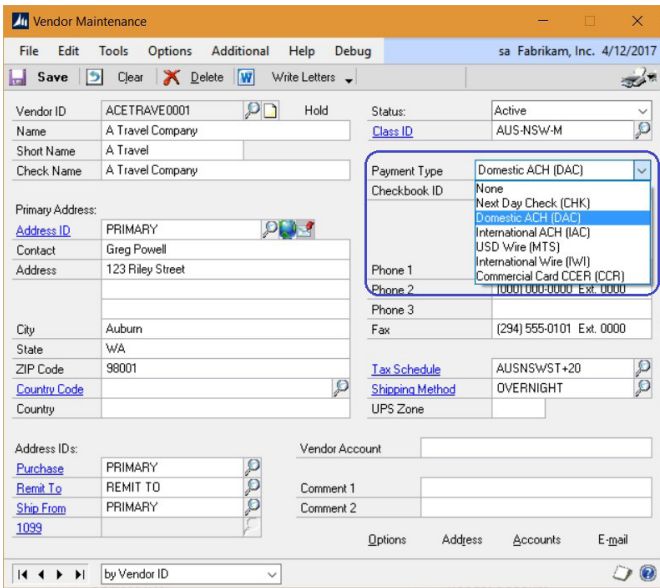 Vendor Maintenance
File Edit Tools Options Additional Help Debug sa Fabrikam, Inc. 4/12/2017
Save Clear Delete Write Letters
Vendor ID ACETRAVE0001 Hold Status: Active
Name A Travel Company Class ID AUS-NSW-M
Short Name A Travel
Check Name A Travel Company Payment Type Domestic ACH (DAC)
Checkbook ID None
Next Day Check (CHK)
Primary Address: Domestic ACH (DAC)
Address ID PRIMARY International ACH (IAC)
Contact Greg Powell USD Wire (MTS)
International Wire (IWI)
Address 123 Riley Street Phone 1 Commercial Card CCER (CCR)
Phone 2 (000) 000-0000 Ext. 0000
Phone 3
City Auburn Fax (294) 555-0101 Ext. 0000
State WA
ZIP Code 98001 Tax Schedule AUSNSWST+20
Country Code Shipping Method OVERNIGHT
Country UPS Zone
Address IDs: Vendor Account
Purchase PRIMARY
Remit To REMIT TO Comment 1
Ship From PRIMARY Comment 2
1099
Options Address Accounts E-mail
by Vendor ID